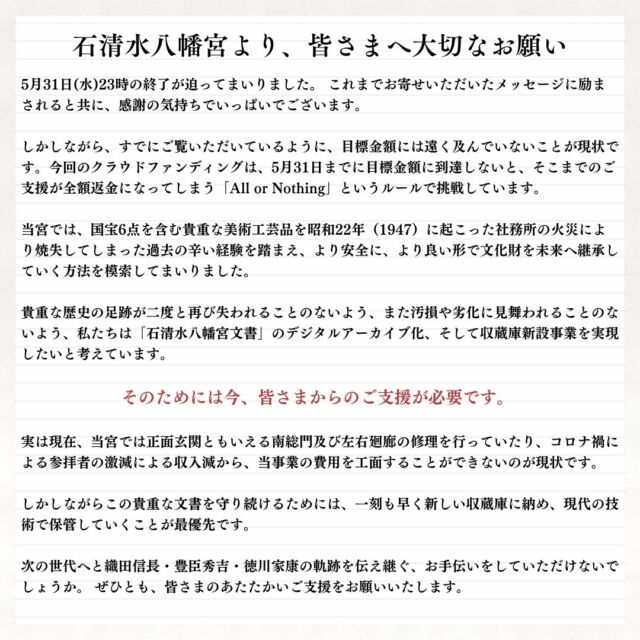 石清水八幡宮より、皆さまへ大切なお願い
5月31日(水)23時の終了が迫ってまいりました。 これまでお寄せいただいたメッセージに励ま
されると共に、感謝の気持ちでいっぱいでございます。
しかしながら、すでにご覧いただいているように、目標金額には遠く及んでいないことが現状で
す。今回のクラウドファンディングは、5月31日までに目標金額に到達しないと、そこまでのご
支援が全額返金になってしまう「All or Nothing」というルールで挑戦しています。
当宮では、国宝6点を含む貴重な美術工芸品を昭和22年（1947）に起こった社務所の火災によ
り焼失してしまった過去の辛い経験を踏まえ、より安全に、より良い形で文化財を未来へ継承し
ていく方法を模索してまいりました。
貴重な歴史の足跡が二度と再び失われることのないよう、また汚損や劣化に見舞われることのな
いよう、私たちは「石清水八幡宮文書」のデジタルアーカイブ化、そして収蔵庫新設事業を実現
したいと考えています。
そのためには今、皆さまからのご支援が必要です。
実は現在、当宮では正面玄関ともいえる南総門及び左右廻廊の修理を行っていたり、コロナ禍に
よる参拝者の激減による収入減から、当事業の費用を工面することができないのが現状です。
しかしながらこの貴重な文書を守り続けるためには、一刻も早く新しい収蔵庫に納め、現代の技
術で保管していくことが最優先です。
次の世代へと織田信長・豊臣秀吉・徳川家康の軌跡を伝え継ぐ、お手伝いをしていただけないで
しょうか。 ぜひとも、皆さまのあたたかいご支援をお願いいたします。